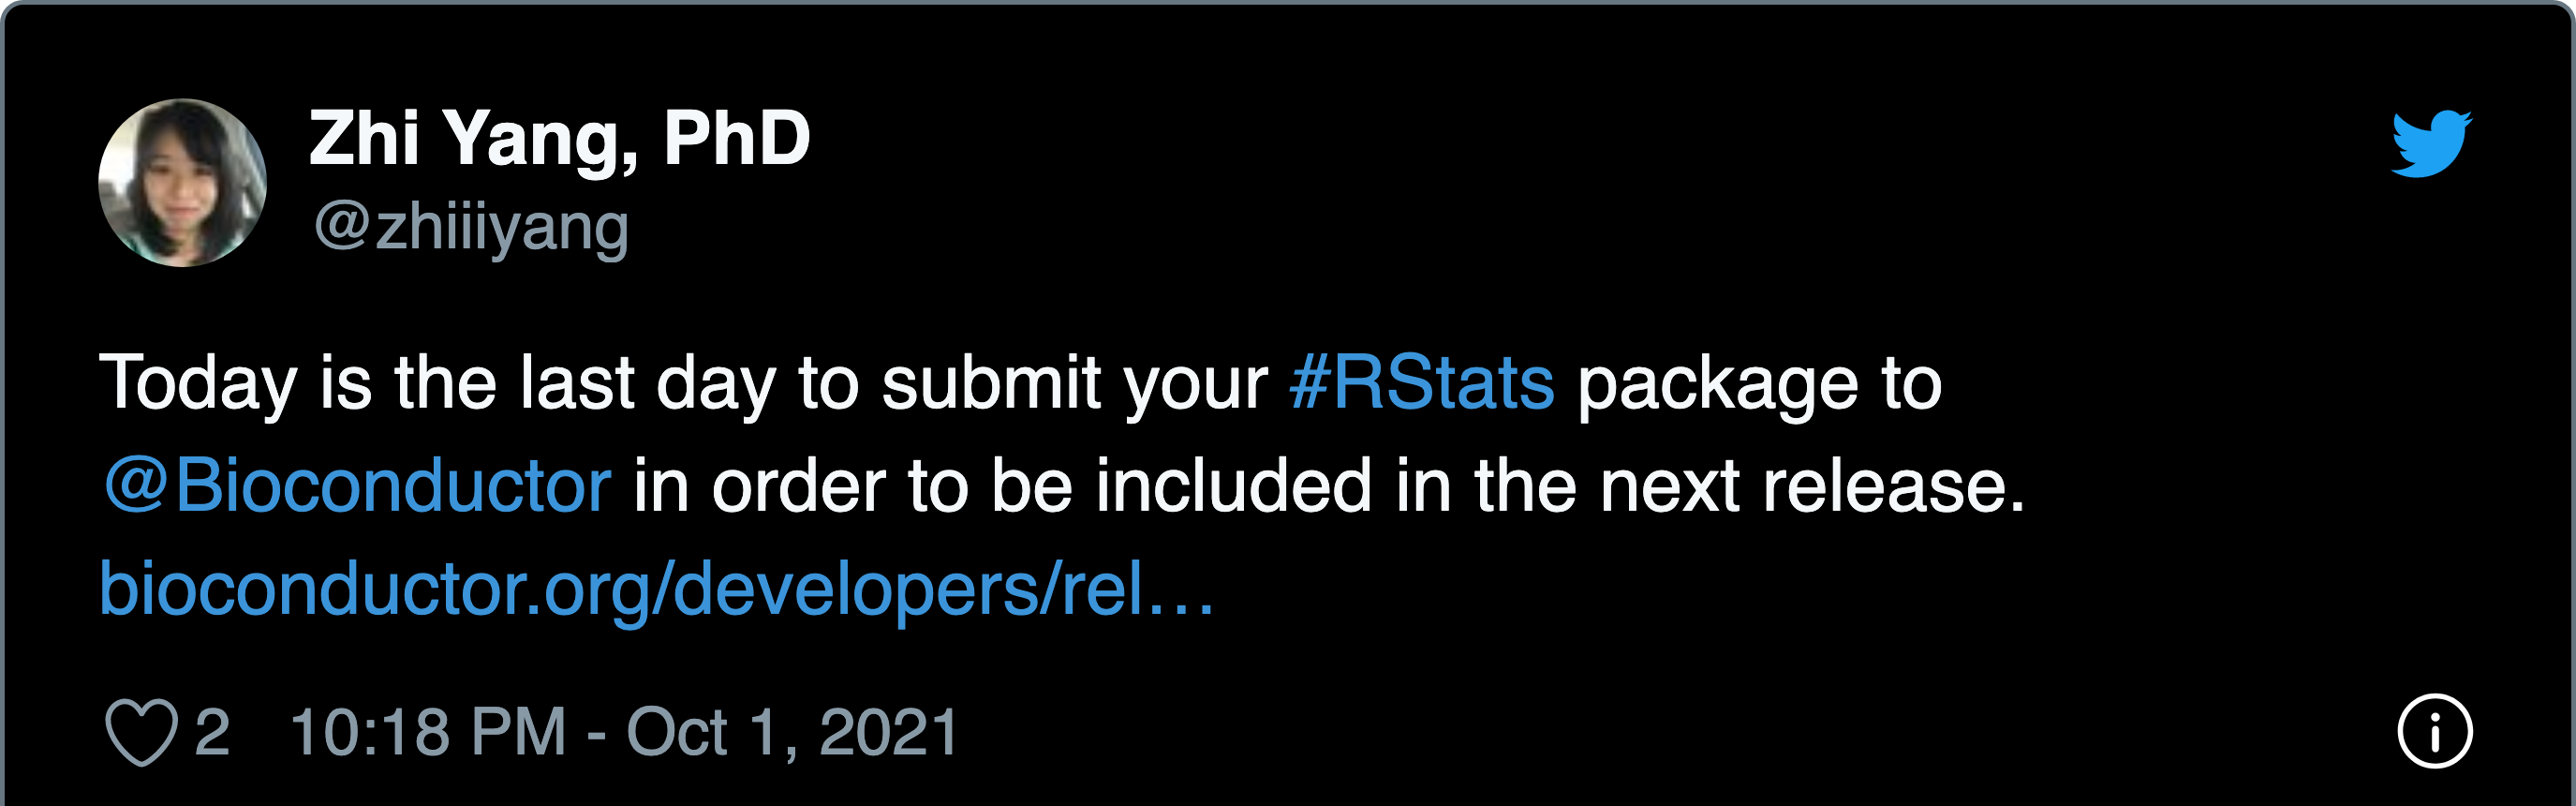 Zhi Yang, PhD
@zhiiiyang
Today is the last day to submit your #RStats package to
@Bioconductor in order to be included in the next release.
bioconductor.org/developers/rel…
2 10:18 PM - Oct 1, 2021